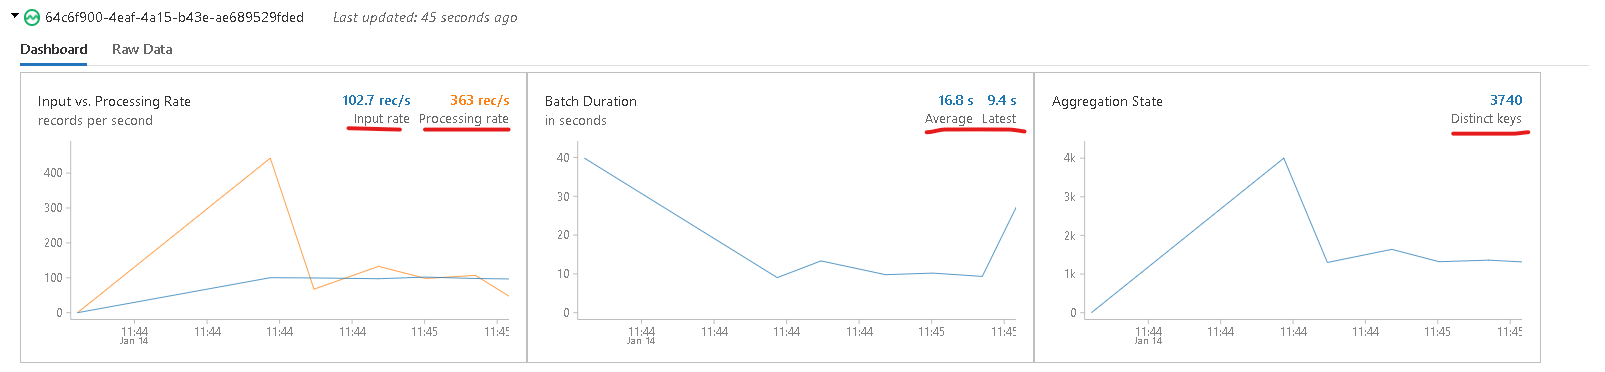 64c6f900-4eaf-4a15-b43e-ae689529fded Last updated: 45 seconds ago
Dashboard Raw Data
Input vs. Processing Rate
records per second
102.7 rec/s 363 rec/s
Input rate Processing rate
400
300
200
100
0
11:44 11:44 11:44 11:44 11:45 11:45
Jan 14
Batch Duration
in seconds
16.8 s 9.4 s
Average Latest
40
30
20
10
0
11:44 11:44 11:44 11:44 11:45 11:45
Jan 14
Aggregation State
3740
Distinct keys
4k
3k
2k
1k
0
11:44 11:44 11:44 11:44 11:45 11:45
Jan 14